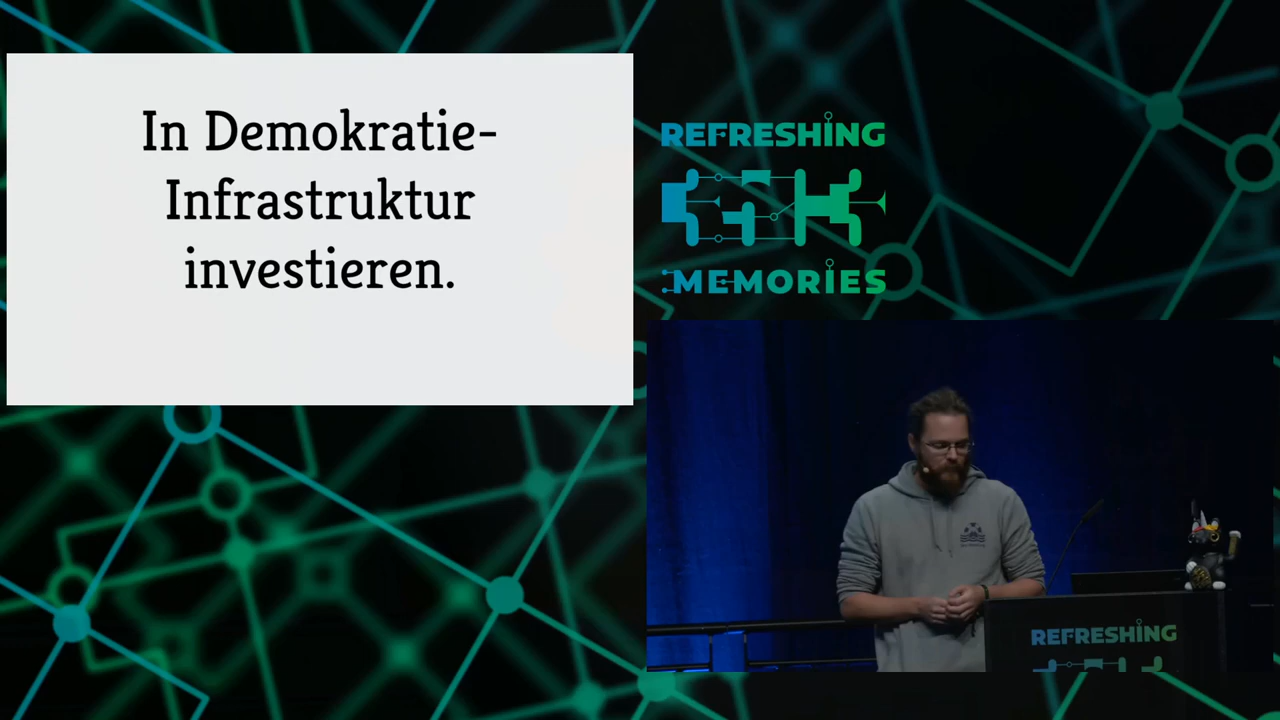 In Demokratie-
Infrastruktur
investieren.
REFRESHING
MEMORIES
REFRESHING